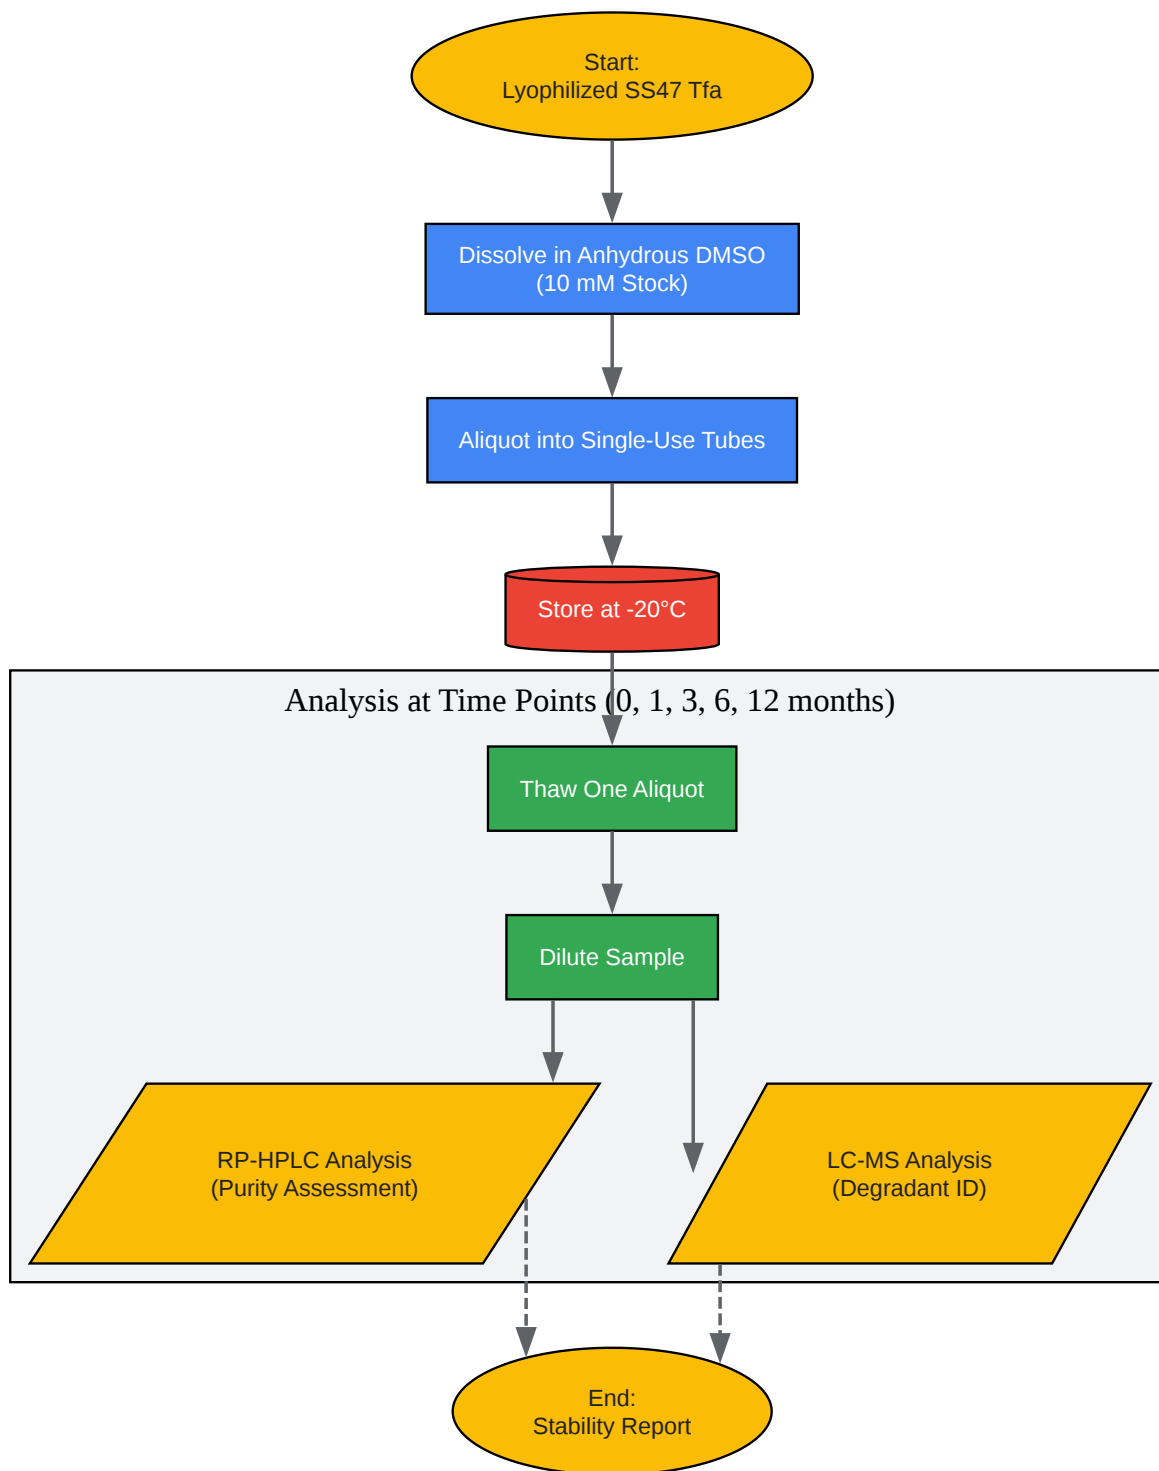 Start:
Lyophilized SS47 Tfa
Dissolve in Anhydrous DMSO
(10 mM Stock)
Aliquot into Single-Use Tubes
Store at -20°C
Analysis at Time Points (0, 1, 3, 6, 12 months)
Thaw One Aliquot
Dilute Sample
RP-HPLC Analysis
(Purity Assessment)
LC-MS Analysis
(Degradant ID)
End:
Stability Report